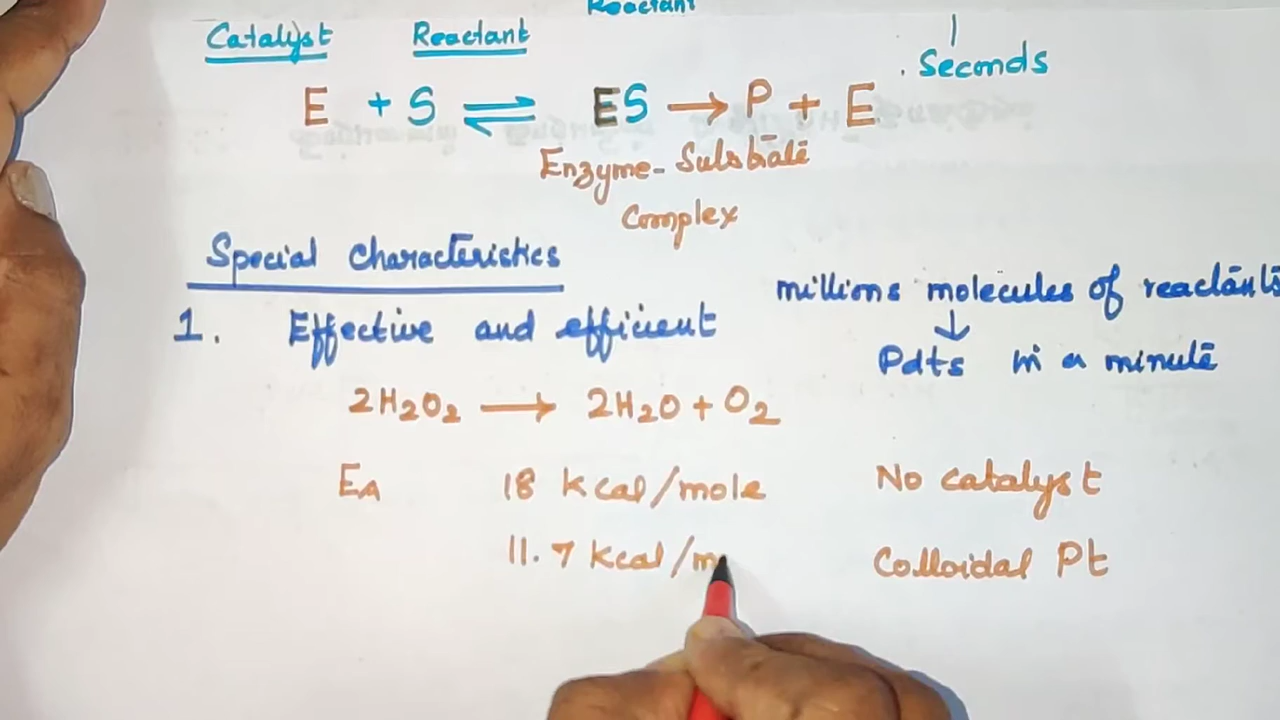 Reactant
Catalyst Reactant
Seconds
E + S ⇌ ES → P + E
Enzyme-Substrate
Complex
Special characteristics
millions molecules of reactants
1. Effective and efficient
↓
Pdts in a minute
2H₂O₂ → 2H₂O + O₂
EA 18 kcal/mole No catalyst
11.7 kcal/m Colloidal Pt